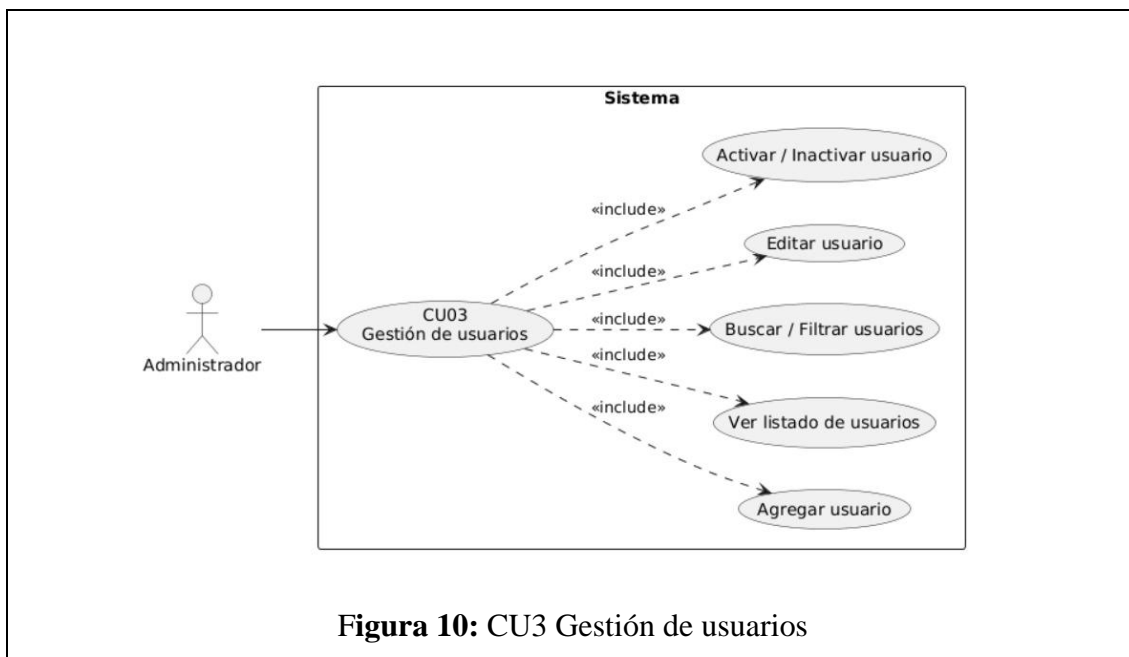 Sistema
Activar / Inactivar usuario
«include»
Editar usuario
«include»
CU03
Gestión de usuarios
«include»
Buscar / Filtrar usuarios
«include»
Administrador
«include»
Ver listado de usuarios
Agregar usuario
Figura 10: CU3 Gestión de usuarios